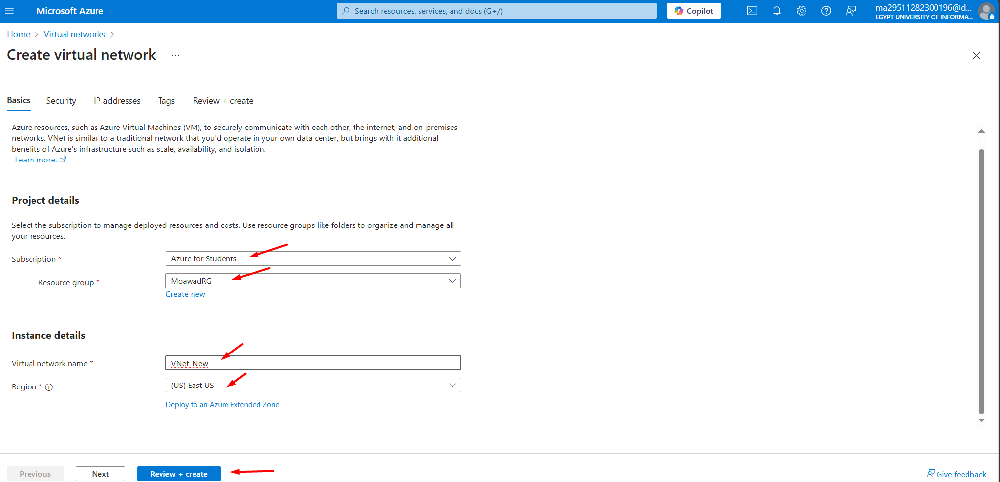 Microsoft Azure
Search resources, services, and docs (G+/)
Copilot
ma29511282300196@d...
EGYPT UNIVERSITY OF INFORMA...
Home > Virtual networks >
Create virtual network ...
Basics Security IP addresses Tags Review + create
Azure resources, such as Azure Virtual Machines (VM), to securely communicate with each other, the internet, and on-premises
networks. VNet is similar to a traditional network that you'd operate in your own data center, but brings with it additional
benefits of Azure's infrastructure such as scale, availability, and isolation.
Learn more.
Project details
Select the subscription to manage deployed resources and costs. Use resource groups like folders to organize and manage all
your resources.
Subscription * Azure for Students
Resource group * MoawadRG
Create new
Instance details
Virtual network name * VNet_New
Region * (US) East US
Deploy to an Azure Extended Zone
Previous Next Review + create Give feedback